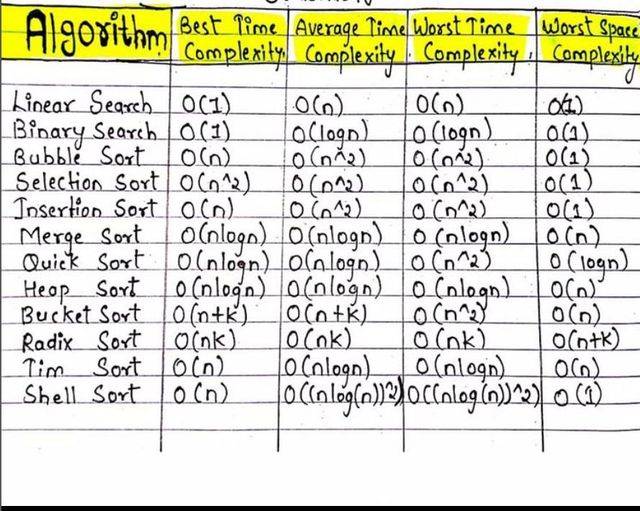 Algorithm Best Time Complexity Average Time Complexity Worst Time Complexity Worst Space Complexity
Linear Search O(1) O(n) O(n) O(1)
Binary Search O(1) O(logn) O(logn) O(1)
Bubble Sort O(n) O(n^2) O(n^2) O(1)
Selection Sort O(n^2) O(n^2) O(n^2) O(1)
Insertion Sort O(n) O(n^2) O(n^2) O(1)
Merge Sort O(nlogn) O(nlogn) O(nlogn) O(n)
Quick Sort O(nlogn) O(nlogn) O(n^2) O(logn)
Heap Sort O(nlogn) O(nlogn) O(nlogn) O(n)
Bucket Sort O(n+k) O(n+k) O(n^2) O(n)
Radix Sort O(nk) O(nk) O(nk) O(n+k)
Tim Sort O(n) O(nlogn) O(nlogn) O(n)
Shell Sort O(n) O((nlog(n))^2) O((nlog(n))^2) O(1)